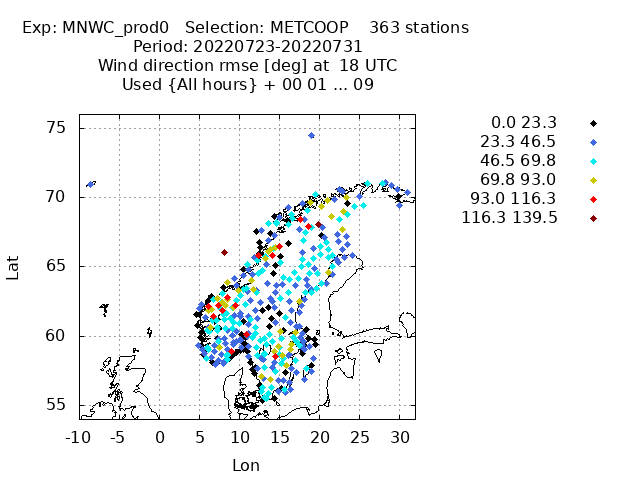 Exp: MNWC_prod0   Selection: METCOOP    363 stations
Period: 20220723-20220731
Wind direction rmse [deg] at  18 UTC
Used {All hours} + 00 01 ... 09
0.0 23.3
23.3 46.5
46.5 69.8
69.8 93.0
93.0 116.3
116.3 139.5
75
70
65
60
55
Lat
-10 -5 0 5 10 15 20 25 30
Lon